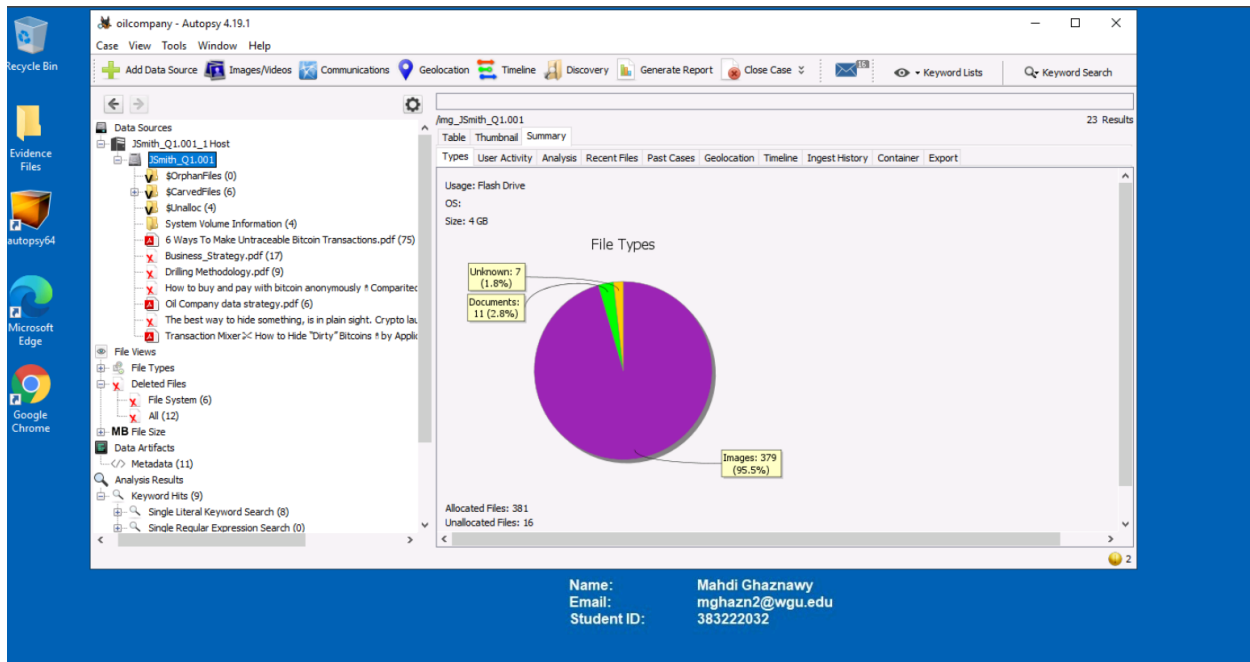 oilcompany - Autopsy 4.19.1
Case View Tools Window Help
Add Data Source Images/Videos Communications Geolocation Timeline Discovery Generate Report Close Case 16 Keyword Lists Keyword Search
Recycle Bin
Evidence Files
autopsy64
Microsoft Edge
Google Chrome
Data Sources
JSmith_Q1.001_1 Host
JSmith_Q1.001
$OrphanFiles (0)
$CarvedFiles (6)
$Unalloc (4)
System Volume Information (4)
6 Ways To Make Untraceable Bitcoin Transactions.pdf (75)
Business_Strategy.pdf (17)
Drilling Methodology.pdf (9)
How to buy and pay with bitcoin anonymously
Oil Company data strategy.pdf (6)
The best way to hide something, is in plain sight. Crypto lau
Transaction Mixer How to Hide "Dirty" Bitcoins by Applic
File Views
File Types
Deleted Files
File System (6)
All (12)
MB File Size
Data Artifacts
Metadata (11)
Analysis Results
Keyword Hits (9)
Single Literal Keyword Search (8)
Single Regular Expression Search (0)
/img_JSmith_Q1.001
23 Results
Table Thumbnail Summary
Types User Activity Analysis Recent Files Past Cases Geolocation Timeline Ingest History Container Export
Usage: Flash Drive
OS:
Size: 4 GB
File Types
Unknown: 7
(1.8%)
Documents:
11 (2.8%)
Images: 379
(95.5%)
Allocated Files: 381
Unallocated Files: 16
2
Name: Mahdi Ghaznawy
Email: mghazn2@wgu.edu
Student ID: 383222032